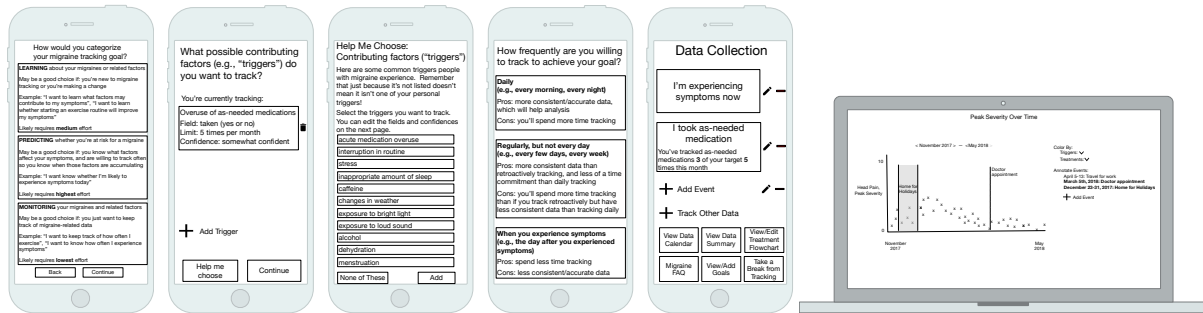 How would you categorize
your migraine tracking goal?
LEARNING about your migraines or related factors
May be a good choice if: you're new to migraine
tracking or you're making a change
Example: "I want to learn what factors may
contribute to my symptoms", "I want to learn
whether starting an exercise routine will improve
my symptoms"
Likely requires medium effort
PREDICTING whether you're at risk for a migraine
May be a good choice if: you know what factors
affect your symptoms, and are willing to track often
so you know when those factors are accumulating
Example: "I want know whether I'm likely to
experience symptoms today"
Likely requires highest effort
MONITORING your migraines and related factors
May be a good choice if: you just want to keep
track of migraine-related data
Example: "I want to keep track of how often I
exercise", "I want to know how often I experience
symptoms"
Likely requires lowest effort
Back
Continue
What possible contributing
factors (e.g., "triggers") do
you want to track?
You're currently tracking:
Overuse of as-needed medications
Field: taken (yes or no)
Limit: 5 times per month
Confidence: somewhat confident
Add Trigger
Help me
choose
Continue
Help Me Choose:
Contributing factors ("triggers")
Here are some common triggers people
with migraine experience. Remember
that just because it's not listed doesn't
mean it isn't one of your personal
triggers!
Select the triggers you want to track.
You can edit the fields and confidences
on the next page.
acute medication overuse
interruption in routine
stress
inappropriate amount of sleep
caffeine
changes in weather
exposure to bright light
exposure to loud sound
alcohol
dehydration
menstruation
None of These
Add
How frequently are you willing
to track to achieve your goal?
Daily
(e.g., every morning, every night)
Pros: more consistent/accurate data,
which will help analysis
Cons: you'll spend more time tracking
Regularly, but not every day
(e.g., every few days, every week)
Pros: more consistent data than
retroactively tracking, and less of a time
commitment than daily tracking
Cons: you'll spend more time tracking
than if you track retroactively but have
less consistent data than tracking daily
When you experience symptoms
(e.g., the day after you experienced
symptoms)
Pros: spend less time tracking
Cons: less consistent/accurate data
Data Collection
I'm experiencing
symptoms now
I took as-needed
medication
You've tracked as-needed
medications 3 of your target 5
times this month
Add Event
Track Other Data
View Data
Calendar
View Data
Summary
View/Edit
Treatment
Flowchart
Migraine
FAQ
View/Add
Goals
Take a
Break from
Tracking
Peak Severity Over Time
< November 2017 > – <May 2018 >
10
Head Pain,
Peak Severity
0
Home for
Holidays
Doctor
appointment
November
2017
May
2018
Color By:
Triggers:
Treatments:
Annotate Events:
April 5-12: Travel for work
March 5th, 2018: Doctor appointment
December 23-31, 2017: Home for Holidays
Add Event